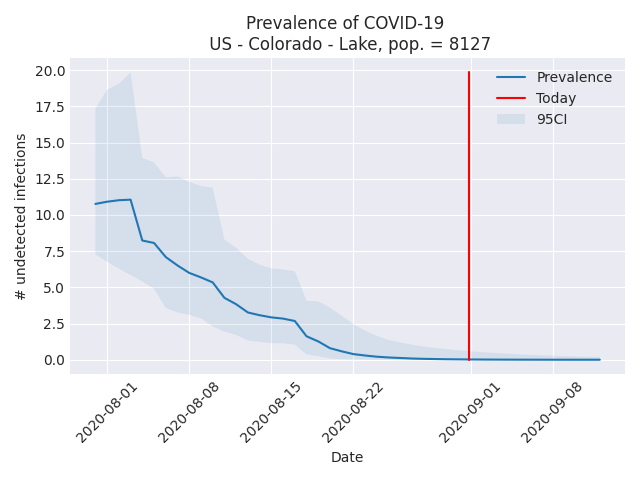 Prevalence of COVID-19
US - Colorado - Lake, pop. = 8127
20.0
17.5
15.0
12.5
10.0
7.5
5.0
2.5
0.0
# undetected infections
Prevalence
Today
95CI
2020-08-01
2020-08-08
2020-08-15
2020-08-22
2020-09-01
2020-09-08
Date